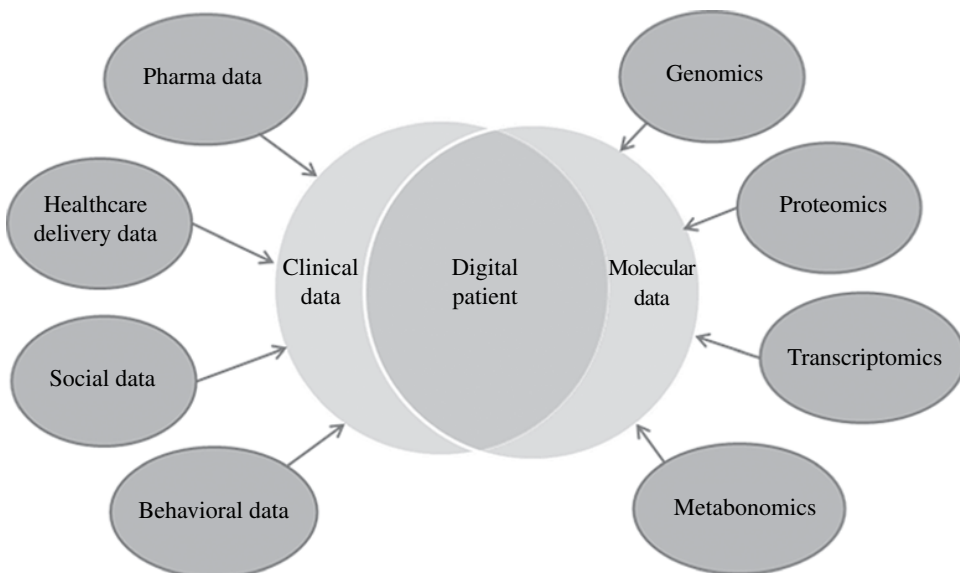 Pharma data
Healthcare
delivery data
Social data
Behavioral data
Clinical
data
Digital
patient
Molecular
data
Genomics
Proteomics
Transcriptomics
Metabonomics